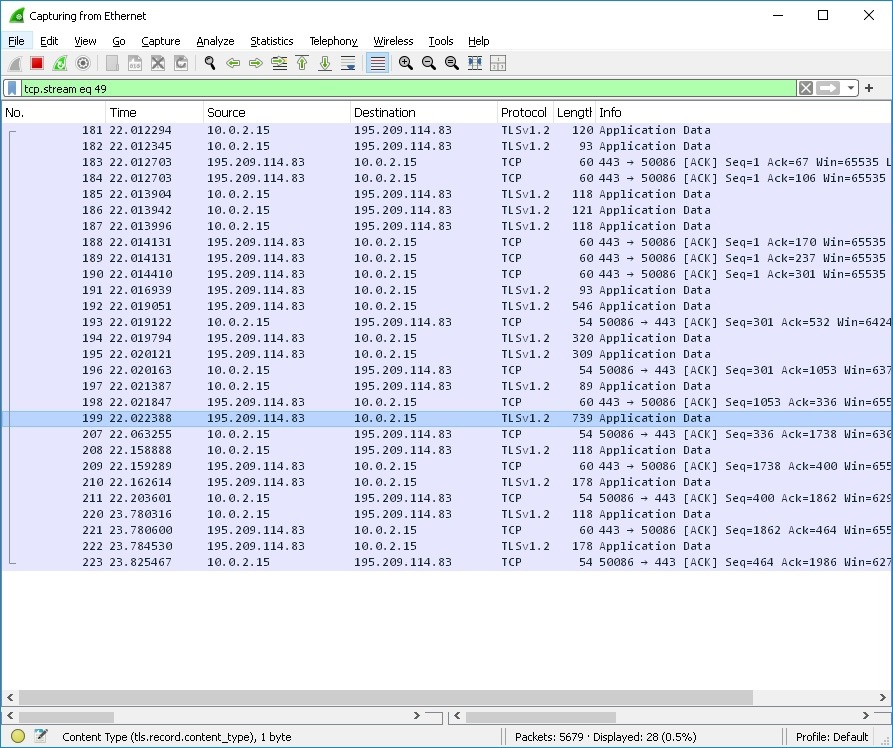 Capturing from Ethernet
File Edit View Go Capture Analyze Statistics Telephony Wireless Tools Help
tcp.stream eq 49
No. Time Source Destination Protocol Length Info
181 22.012294 10.0.2.15 195.209.114.83 TLSv1.2 120 Application Data
182 22.012345 10.0.2.15 195.209.114.83 TLSv1.2 93 Application Data
183 22.012703 195.209.114.83 10.0.2.15 TCP 60 443 → 50086 [ACK] Seq=1 Ack=67 Win=65535 L
184 22.012703 195.209.114.83 10.0.2.15 TCP 60 443 → 50086 [ACK] Seq=1 Ack=106 Win=65535
185 22.013904 10.0.2.15 195.209.114.83 TLSv1.2 118 Application Data
186 22.013942 10.0.2.15 195.209.114.83 TLSv1.2 121 Application Data
187 22.013996 10.0.2.15 195.209.114.83 TLSv1.2 118 Application Data
188 22.014131 195.209.114.83 10.0.2.15 TCP 60 443 → 50086 [ACK] Seq=1 Ack=170 Win=65535
189 22.014131 195.209.114.83 10.0.2.15 TCP 60 443 → 50086 [ACK] Seq=1 Ack=237 Win=65535
190 22.014410 195.209.114.83 10.0.2.15 TCP 60 443 → 50086 [ACK] Seq=1 Ack=301 Win=65535
191 22.016939 195.209.114.83 10.0.2.15 TLSv1.2 93 Application Data
192 22.019051 195.209.114.83 10.0.2.15 TLSv1.2 546 Application Data
193 22.019122 10.0.2.15 195.209.114.83 TCP 54 50086 → 443 [ACK] Seq=301 Ack=532 Win=6424
194 22.019794 195.209.114.83 10.0.2.15 TLSv1.2 320 Application Data
195 22.020121 195.209.114.83 10.0.2.15 TLSv1.2 309 Application Data
196 22.020163 10.0.2.15 195.209.114.83 TCP 54 50086 → 443 [ACK] Seq=301 Ack=1053 Win=637
197 22.021387 10.0.2.15 195.209.114.83 TLSv1.2 89 Application Data
198 22.021847 195.209.114.83 10.0.2.15 TCP 60 443 → 50086 [ACK] Seq=1053 Ack=336 Win=655
199 22.022388 195.209.114.83 10.0.2.15 TLSv1.2 739 Application Data
207 22.063255 10.0.2.15 195.209.114.83 TCP 54 50086 → 443 [ACK] Seq=336 Ack=1738 Win=630
208 22.158888 10.0.2.15 195.209.114.83 TLSv1.2 118 Application Data
209 22.159289 195.209.114.83 10.0.2.15 TCP 60 443 → 50086 [ACK] Seq=1738 Ack=400 Win=655
210 22.162614 195.209.114.83 10.0.2.15 TLSv1.2 178 Application Data
211 22.203601 10.0.2.15 195.209.114.83 TCP 54 50086 → 443 [ACK] Seq=400 Ack=1862 Win=629
220 23.780316 10.0.2.15 195.209.114.83 TLSv1.2 118 Application Data
221 23.780600 195.209.114.83 10.0.2.15 TCP 60 443 → 50086 [ACK] Seq=1862 Ack=464 Win=655
222 23.784530 195.209.114.83 10.0.2.15 TLSv1.2 178 Application Data
223 23.825467 10.0.2.15 195.209.114.83 TCP 54 50086 → 443 [ACK] Seq=464 Ack=1986 Win=627
Content Type (tls.record.content_type), 1 byte Packets: 5679 · Displayed: 28 (0.5%) Profile: Default